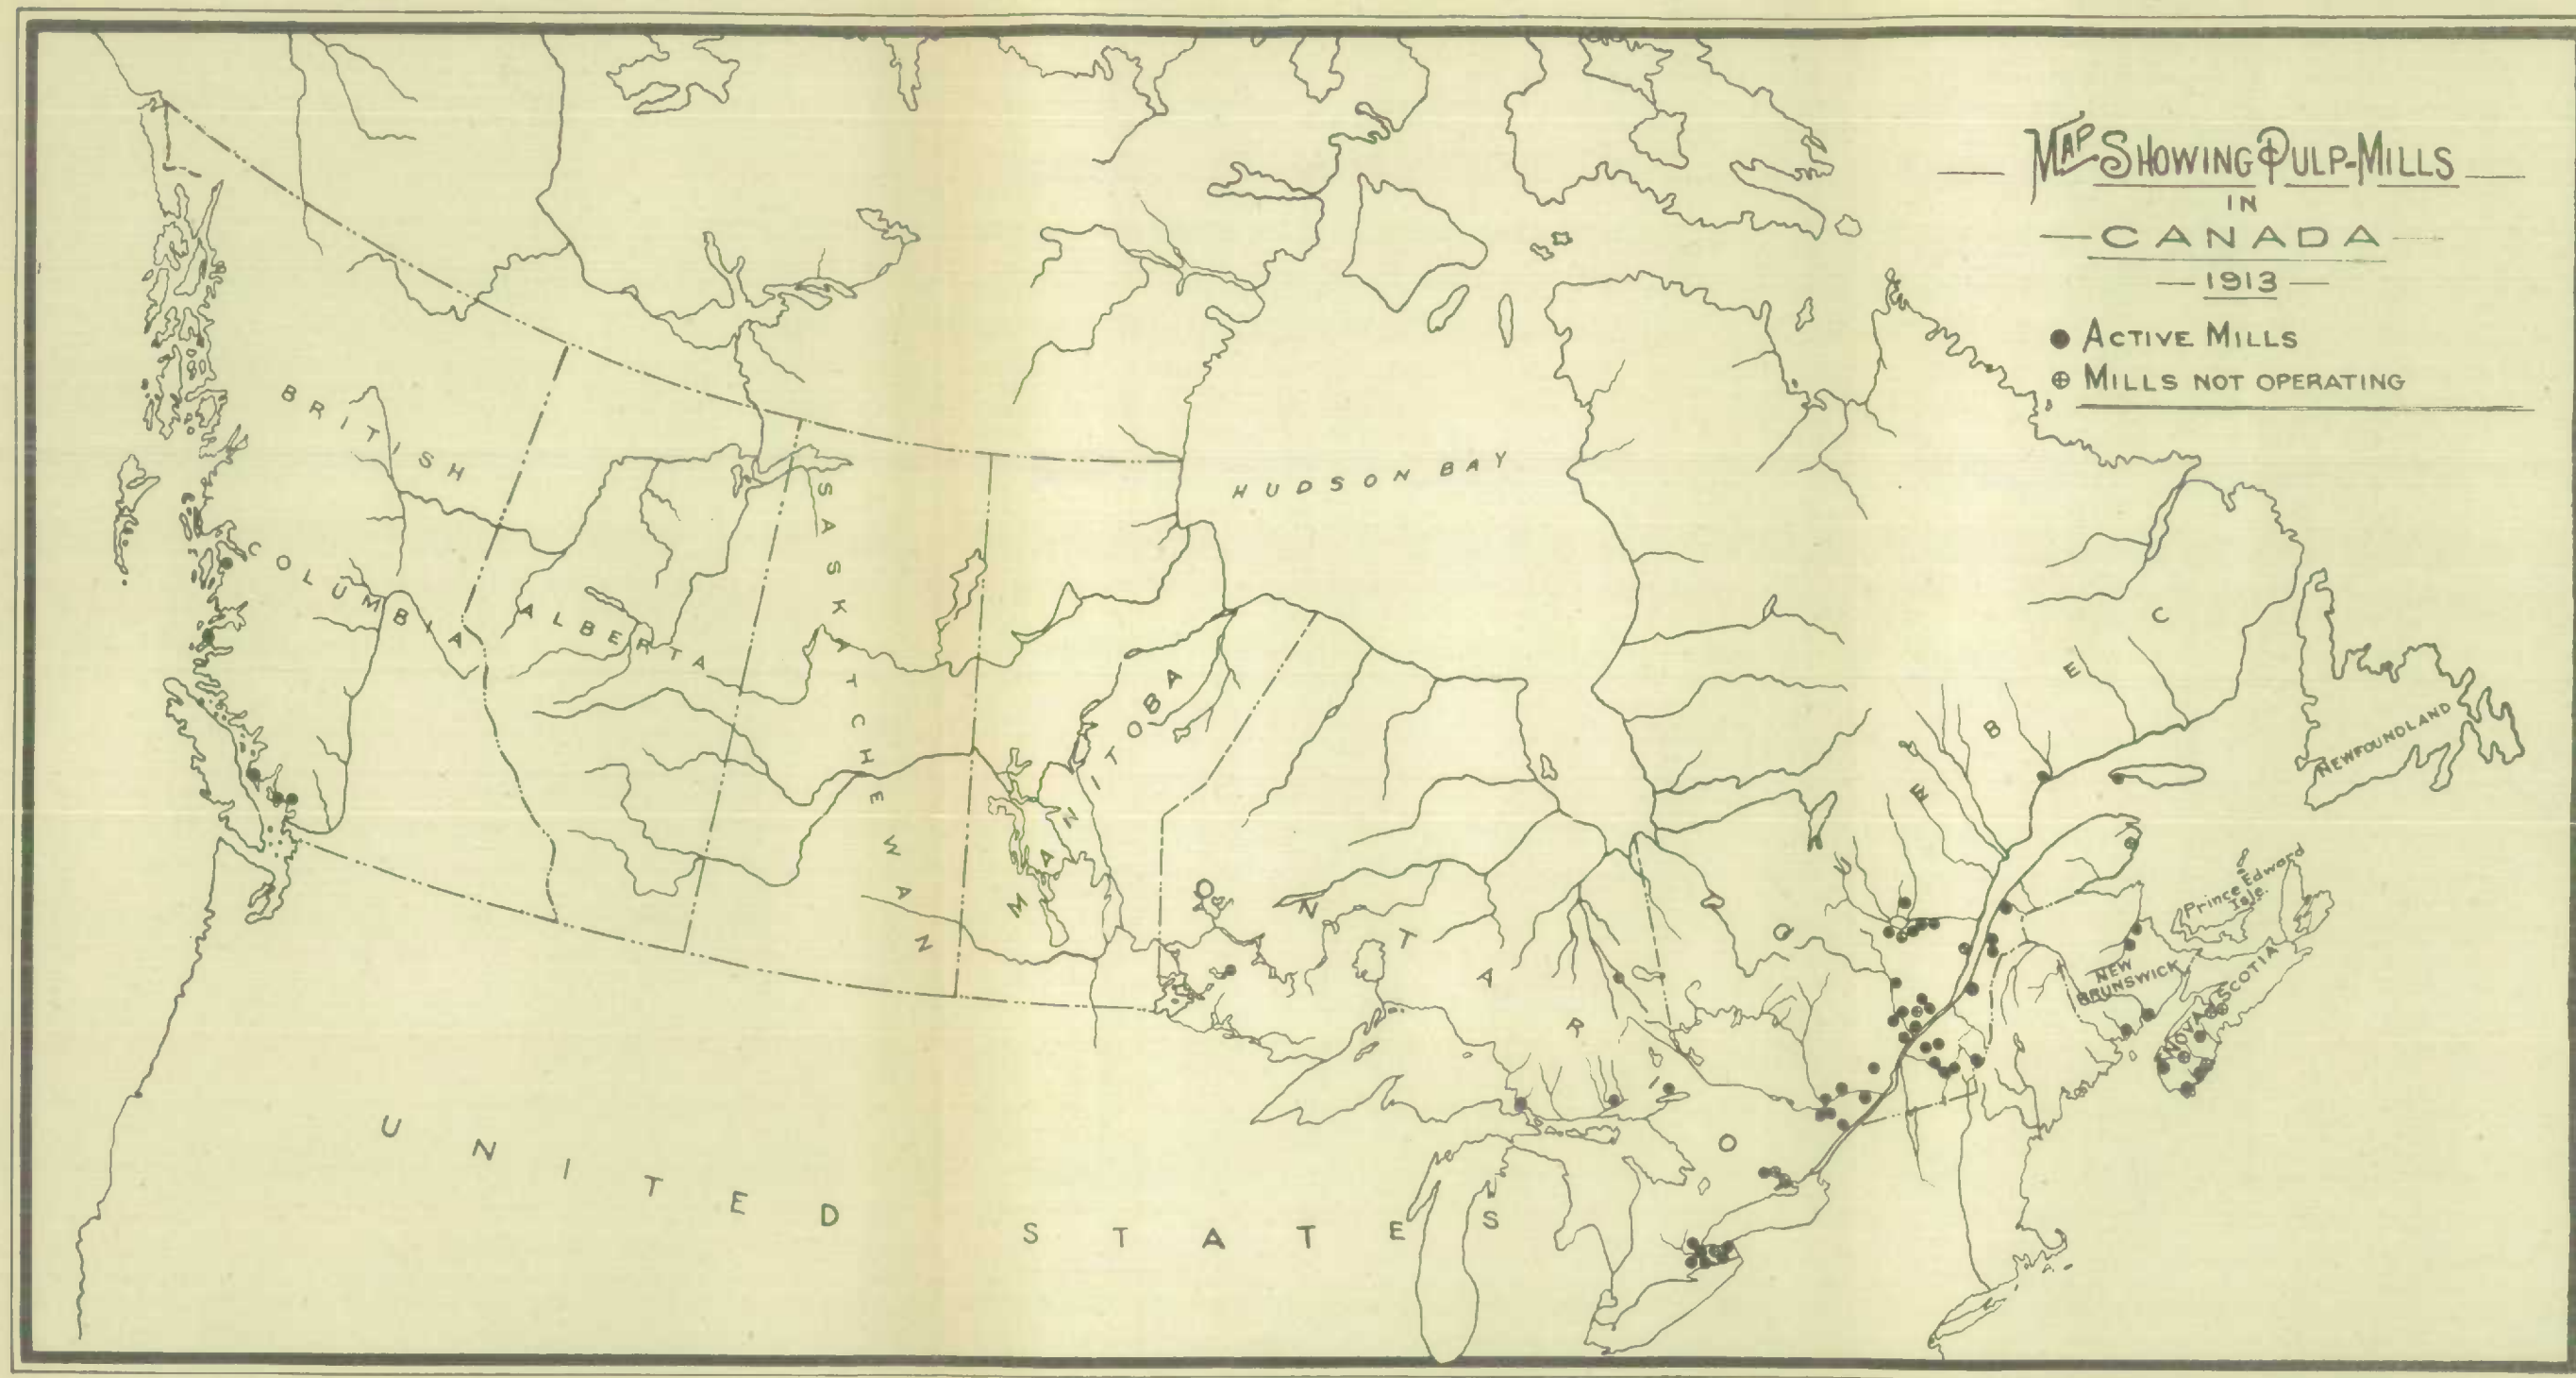 MAP SHOWING PULP-MILLS
IN
CANADA
1913
ACTIVE MILLS
MILLS NOT OPERATING
BRITISH
COLUMBIA
ALBERTA
SASKATCHEWAN
MANITOBA
HUDSON BAY
ONTARIO
QUEBEC
NEWFOUNDLAND
Prince Edward
Isle.
NEW
BRUNSWICK
NOVA SCOTIA
UNITED STATES